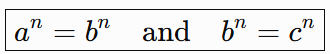 aⁿ = bⁿ and bⁿ = cⁿ